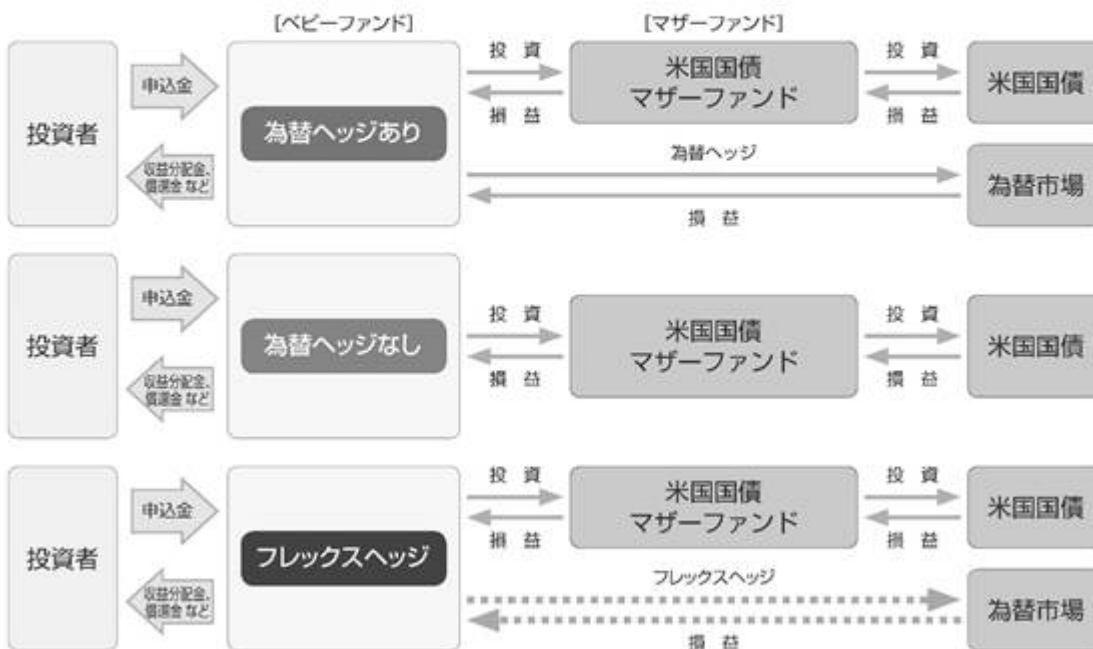 [ベビーファンド]
[マザーファンド]
投資者
申込金
収益分配金、
償還金 など
為替ヘッジあり
投 資
損 益
米国国債
マザーファンド
投 資
損 益
米国国債
為替ヘッジ
損 益
為替市場
投資者
申込金
収益分配金、
償還金 など
為替ヘッジなし
投 資
損 益
米国国債
マザーファンド
投 資
損 益
米国国債
投資者
申込金
収益分配金、
償還金 など
フレックスヘッジ
投 資
損 益
米国国債
マザーファンド
投 資
損 益
米国国債
フレックスヘッジ
損 益
為替市場